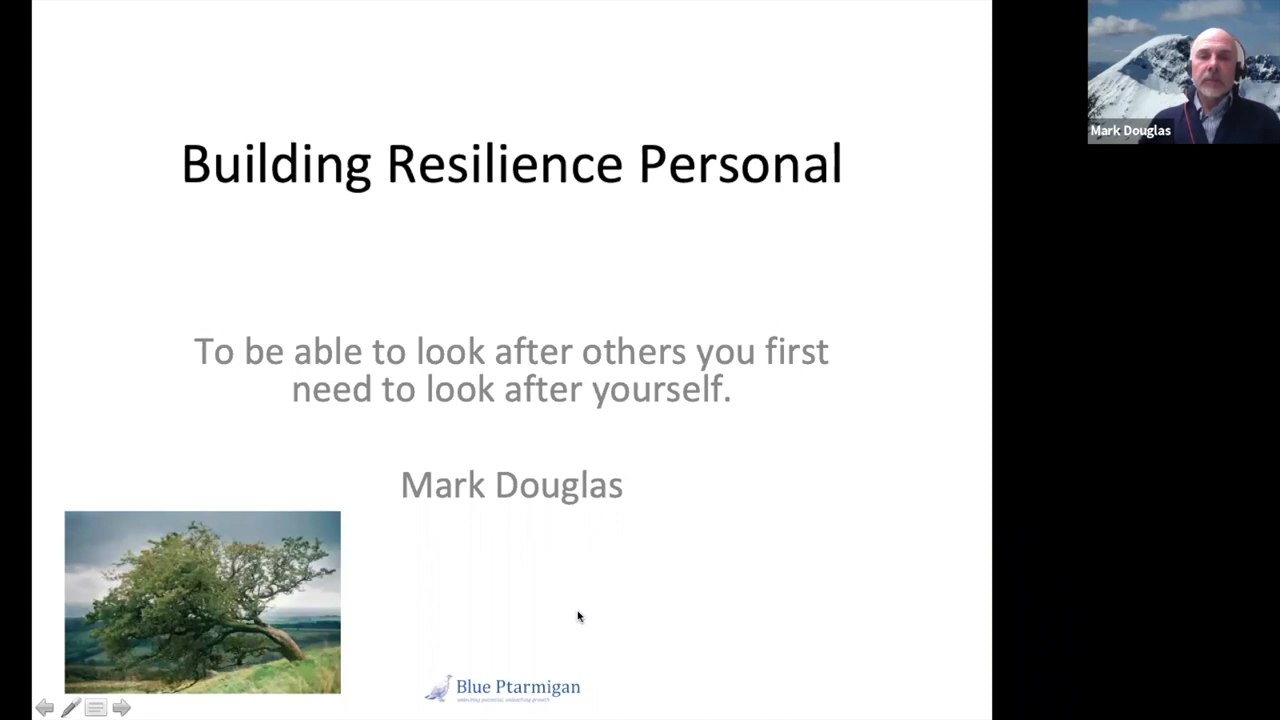 Building Resilience Personal
To be able to look after others you first
need to look after yourself.
Mark Douglas
Blue Ptarmigan
Mark Douglas